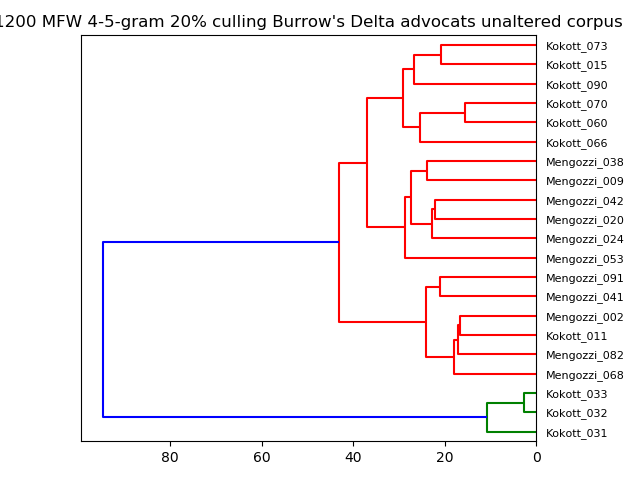 1200 MFW 4-5-gram 20% culling Burrow's Delta advocats unaltered corpus
Kokott_073
Kokott_015
Kokott_090
Kokott_070
Kokott_060
Kokott_066
Mengozzi_038
Mengozzi_009
Mengozzi_042
Mengozzi_020
Mengozzi_024
Mengozzi_053
Mengozzi_091
Mengozzi_041
Mengozzi_002
Kokott_011
Mengozzi_082
Mengozzi_068
Kokott_033
Kokott_032
Kokott_031
80 60 40 20 0